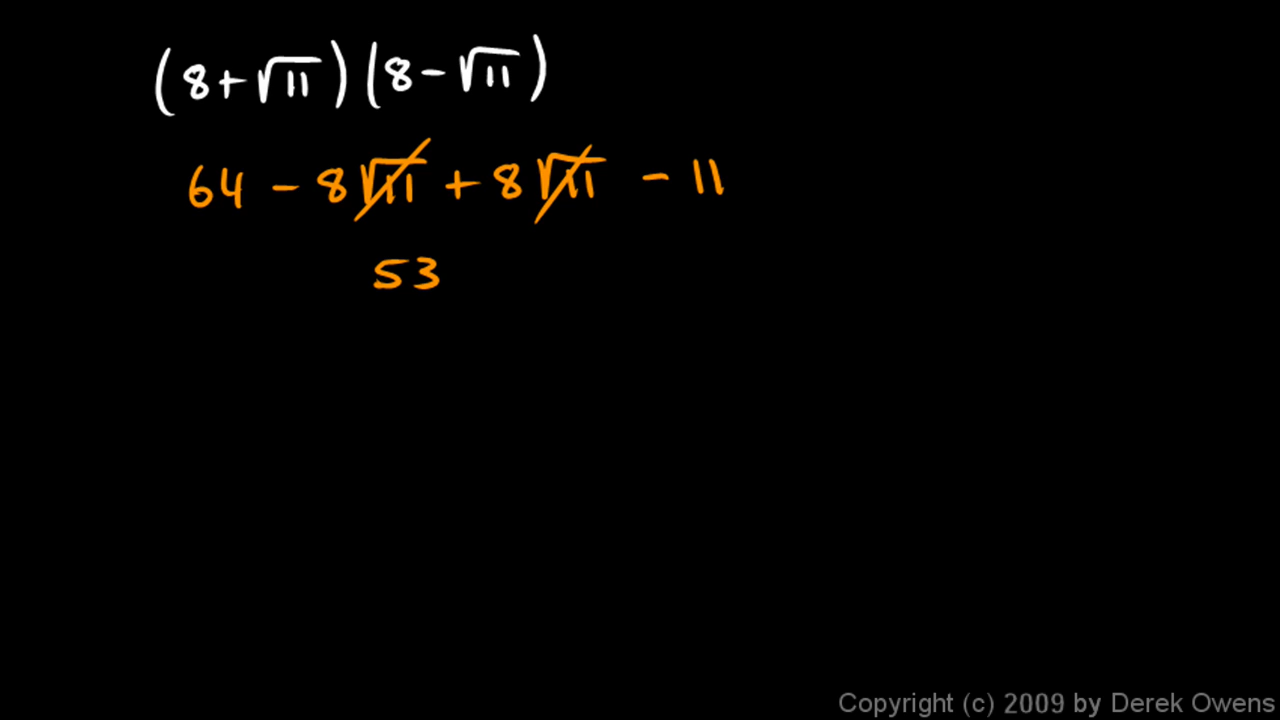 (8+√11)(8-√11)
64 - 8√11 + 8√11 - 11
53
Copyright (c) 2009 by Derek Owens